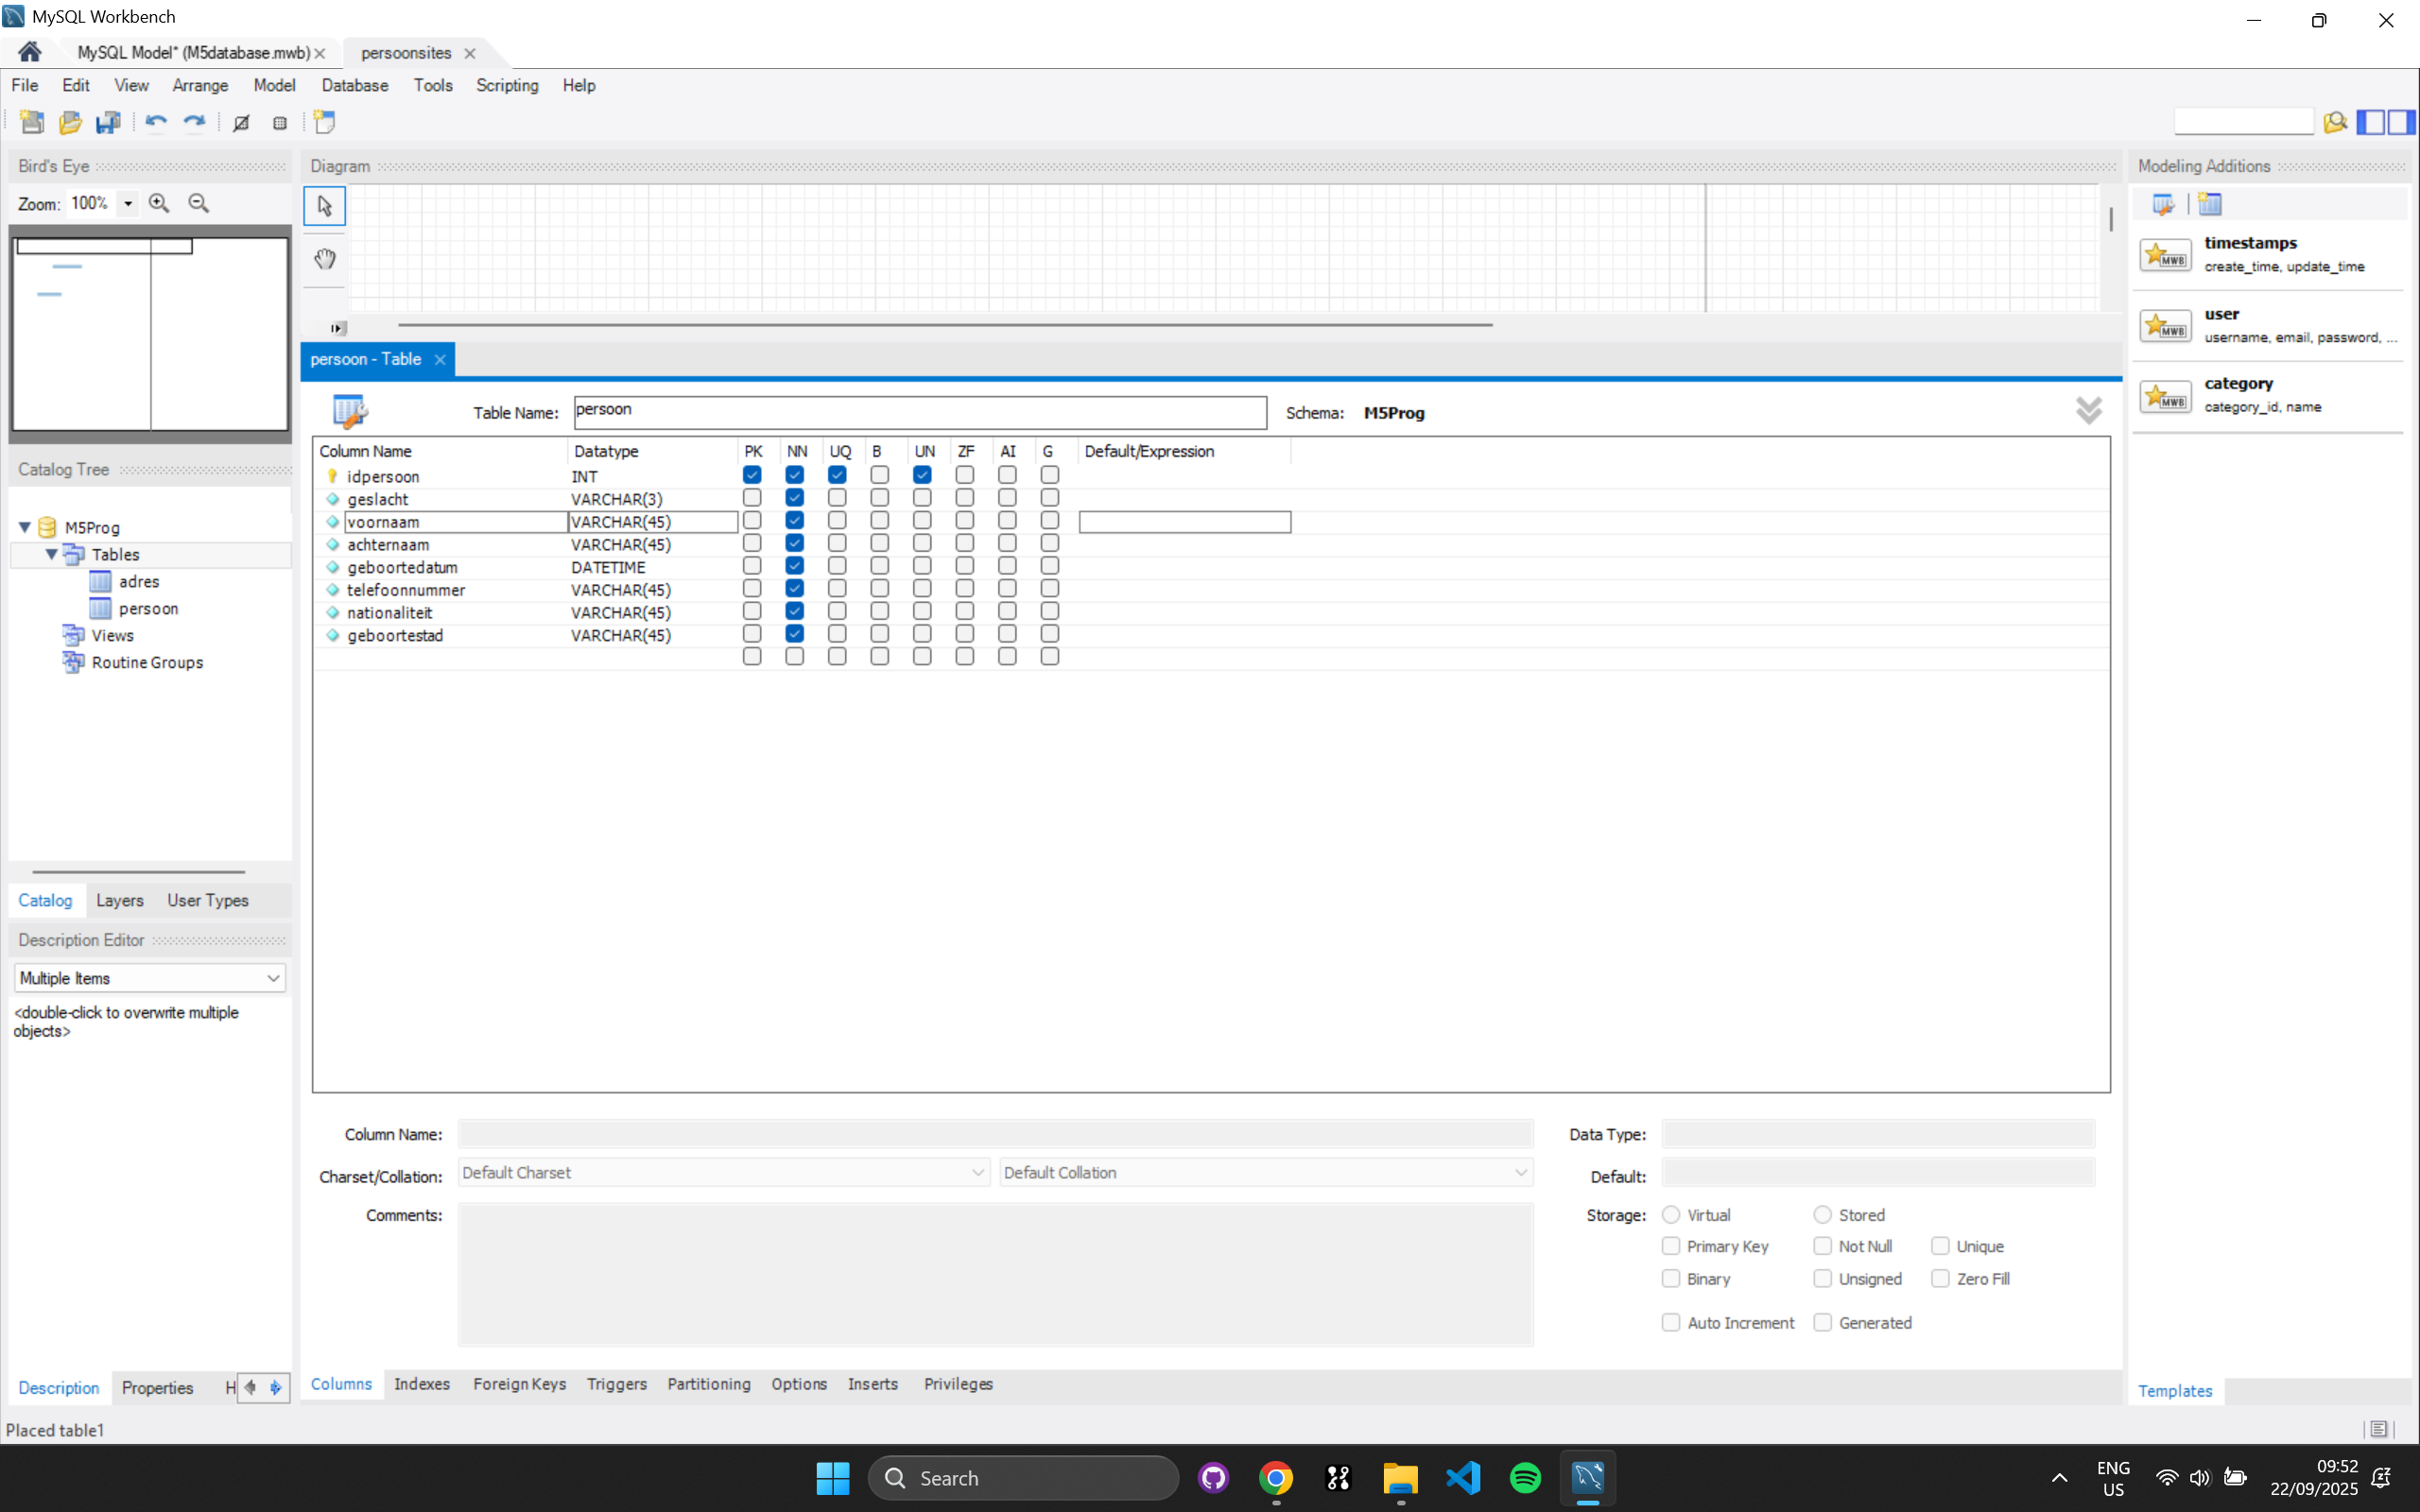 MySQL Workbench
MySQL Model* (M5database.mwb)
persoonsites
File Edit View Arrange Model Database Tools Scripting Help
Bird's Eye
Zoom: 100%
Diagram
Modeling Additions
timestamps
create_time, update_time
user
username, email, password, ...
category
category_id, name
persoon - Table
Table Name: persoon Schema: M5Prog
Column Name Datatype PK NN UQ B UN ZF AI G Default/Expression
idpersoon INT
geslacht VARCHAR(3)
voornaam VARCHAR(45)
achternaam VARCHAR(45)
geboortedatum DATETIME
telefoonnummer VARCHAR(45)
nationaliteit VARCHAR(45)
geboortestad VARCHAR(45)
Catalog Tree
M5Prog
Tables
adres
persoon
Views
Routine Groups
Catalog Layers User Types
Description Editor
Multiple Items
<double-click to overwrite multiple
objects>
Column Name: Data Type:
Charset/Collation: Default Charset Default Collation Default:
Comments: Storage: Virtual Stored
Primary Key Not Null Unique
Binary Unsigned Zero Fill
Auto Increment Generated
Description Properties H
Columns Indexes Foreign Keys Triggers Partitioning Options Inserts Privileges
Templates
Placed table1
Search
ENG
US
09:52
22/09/2025
MWB
MWB
MWB